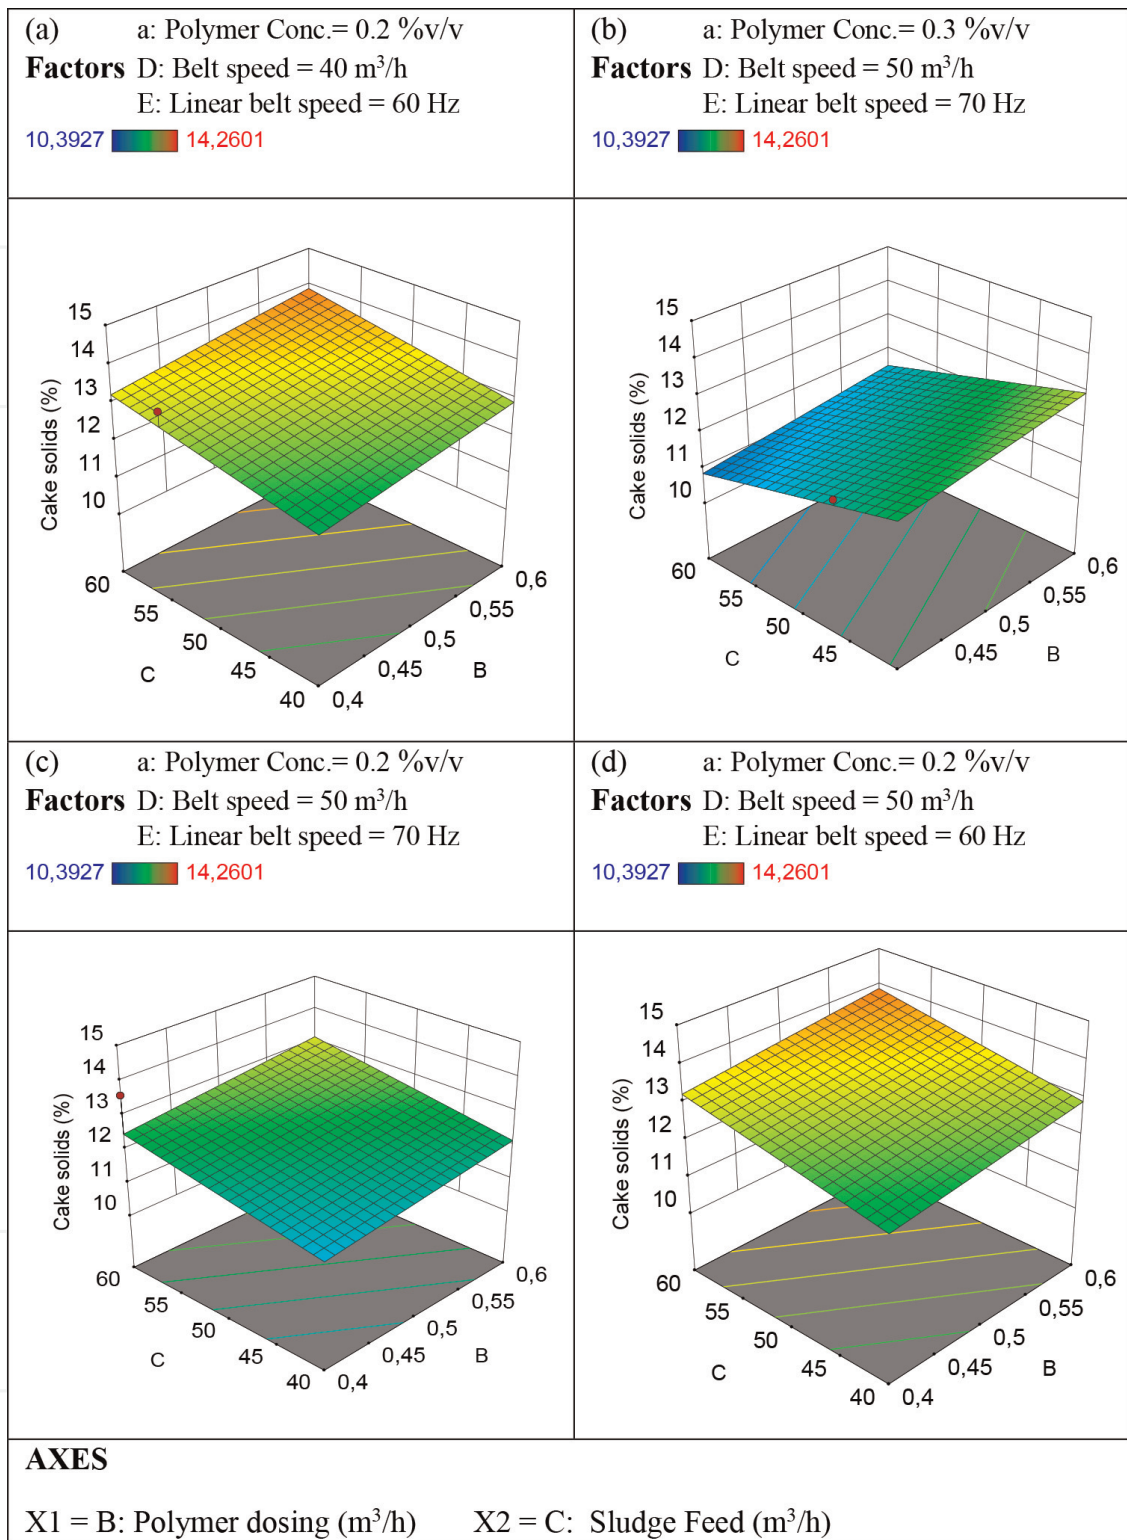 (a) a: Polymer Conc.= 0.2 %v/v
Factors D: Belt speed = 40 m³/h
E: Linear belt speed = 60 Hz
10,3927 14,2601
(b) a: Polymer Conc.= 0.3 %v/v
Factors D: Belt speed = 50 m³/h
E: Linear belt speed = 70 Hz
10,3927 14,2601
15
14
13
12
11
10
Cake solids (%)
60
55
50
45
40
C
0,4
0,45
0,5
0,55
0,6
B
15
14
13
12
11
10
Cake solids (%)
60
55
50
45
C
0,45
0,5
0,55
0,6
B
(c) a: Polymer Conc.= 0.2 %v/v
Factors D: Belt speed = 50 m³/h
E: Linear belt speed = 70 Hz
10,3927 14,2601
(d) a: Polymer Conc.= 0.2 %v/v
Factors D: Belt speed = 50 m³/h
E: Linear belt speed = 60 Hz
10,3927 14,2601
15
14
13
12
11
10
Cake solids (%)
60
55
50
45
40
C
0,4
0,45
0,5
0,55
0,6
B
15
14
13
12
11
10
Cake solids (%)
60
55
50
45
40
C
0,4
0,45
0,5
0,55
0,6
B
AXES
X1 = B: Polymer dosing (m³/h) X2 = C: Sludge Feed (m³/h)